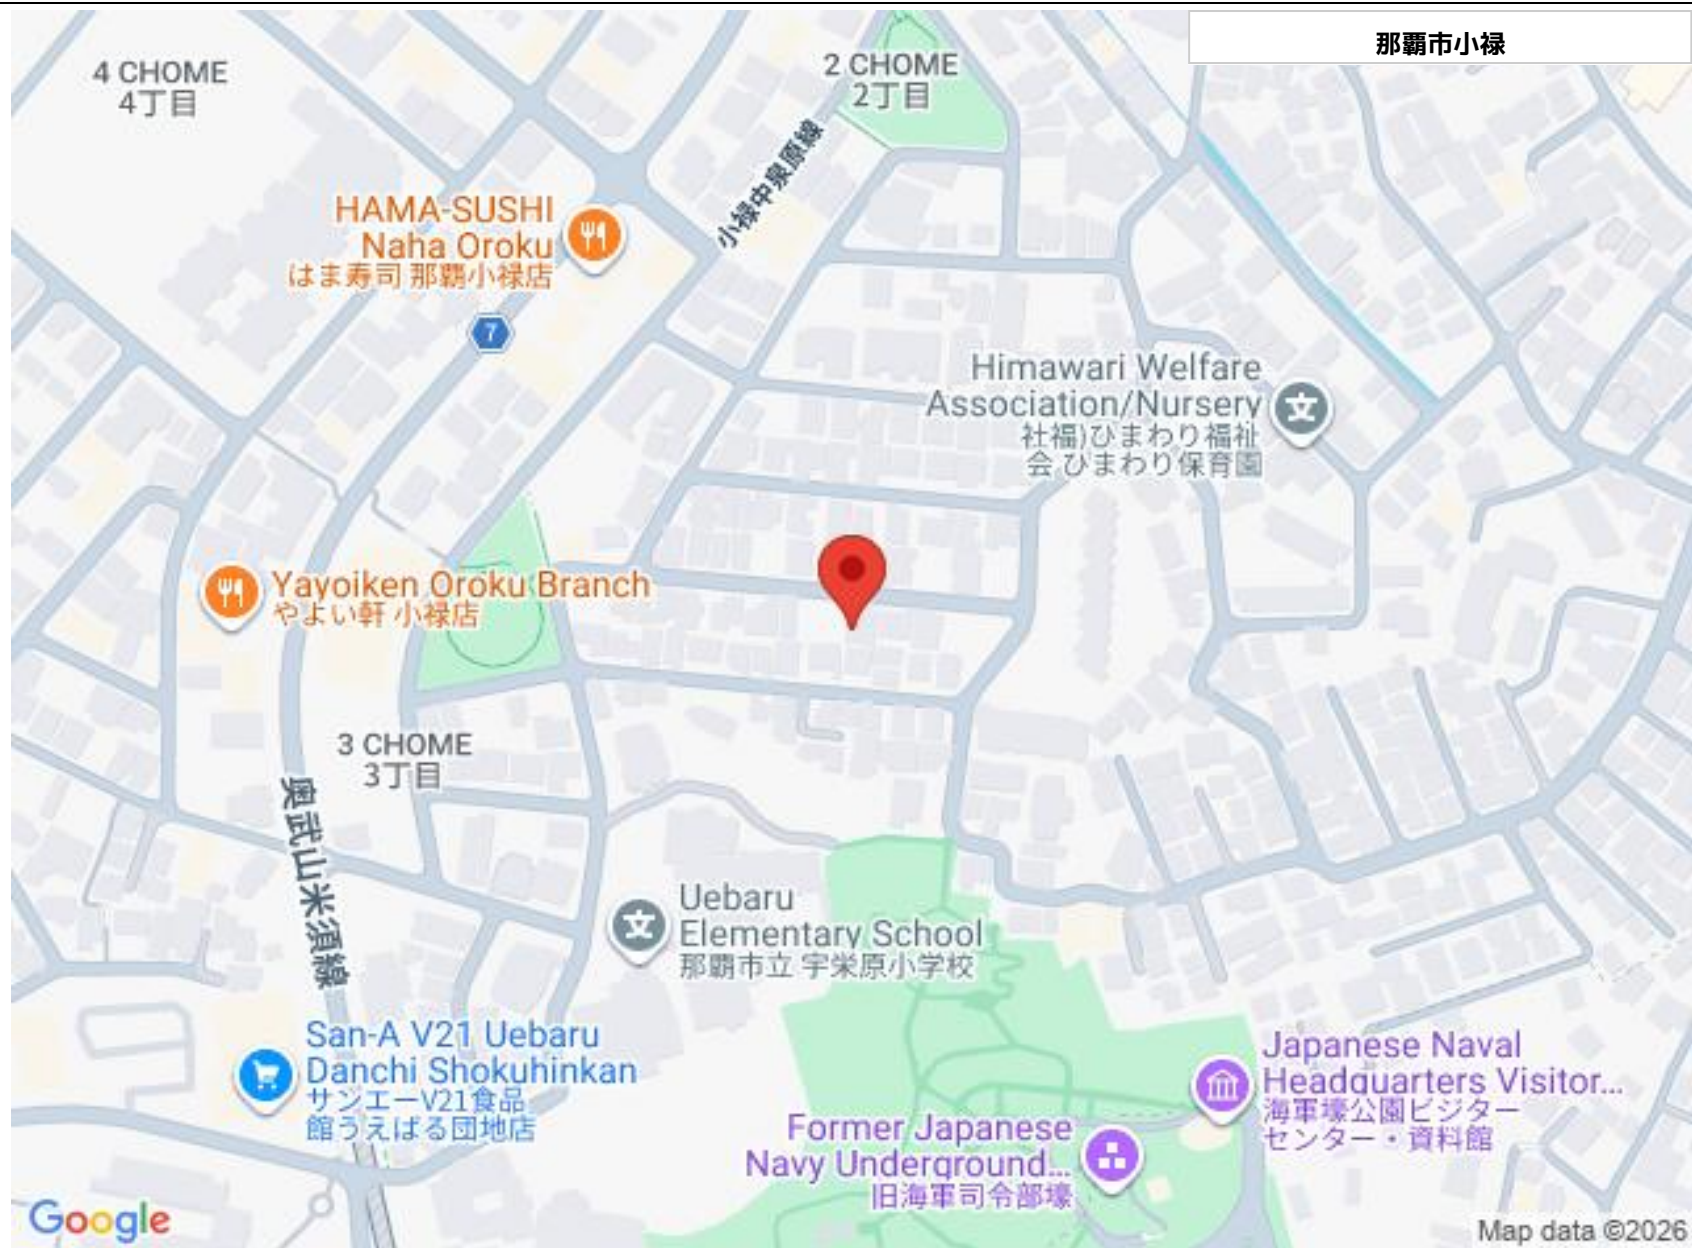 那覇市小禄
4 CHOME
4丁目
2 CHOME
2丁目
小禄中泉原線
HAMA-SUSHI
Naha Oroku
はま寿司 那覇小禄店
7
Himawari Welfare
Association/Nursery
社福)ひまわり福祉
会 ひまわり保育園
Yayoiken Oroku Branch
やよい軒 小禄店
3 CHOME
3丁目
奥武山米須線
Uebaru
Elementary School
那覇市立 宇栄原小学校
San-A V21 Uebaru
Danchi Shokuhinkan
サンエーV21食品
館うえばる団地店
Japanese Naval
Headquarters Visitor...
海軍壕公園ビジター
センター・資料館
Former Japanese
Navy Underground...
旧海軍司令部壕
Google
Map data ©2026